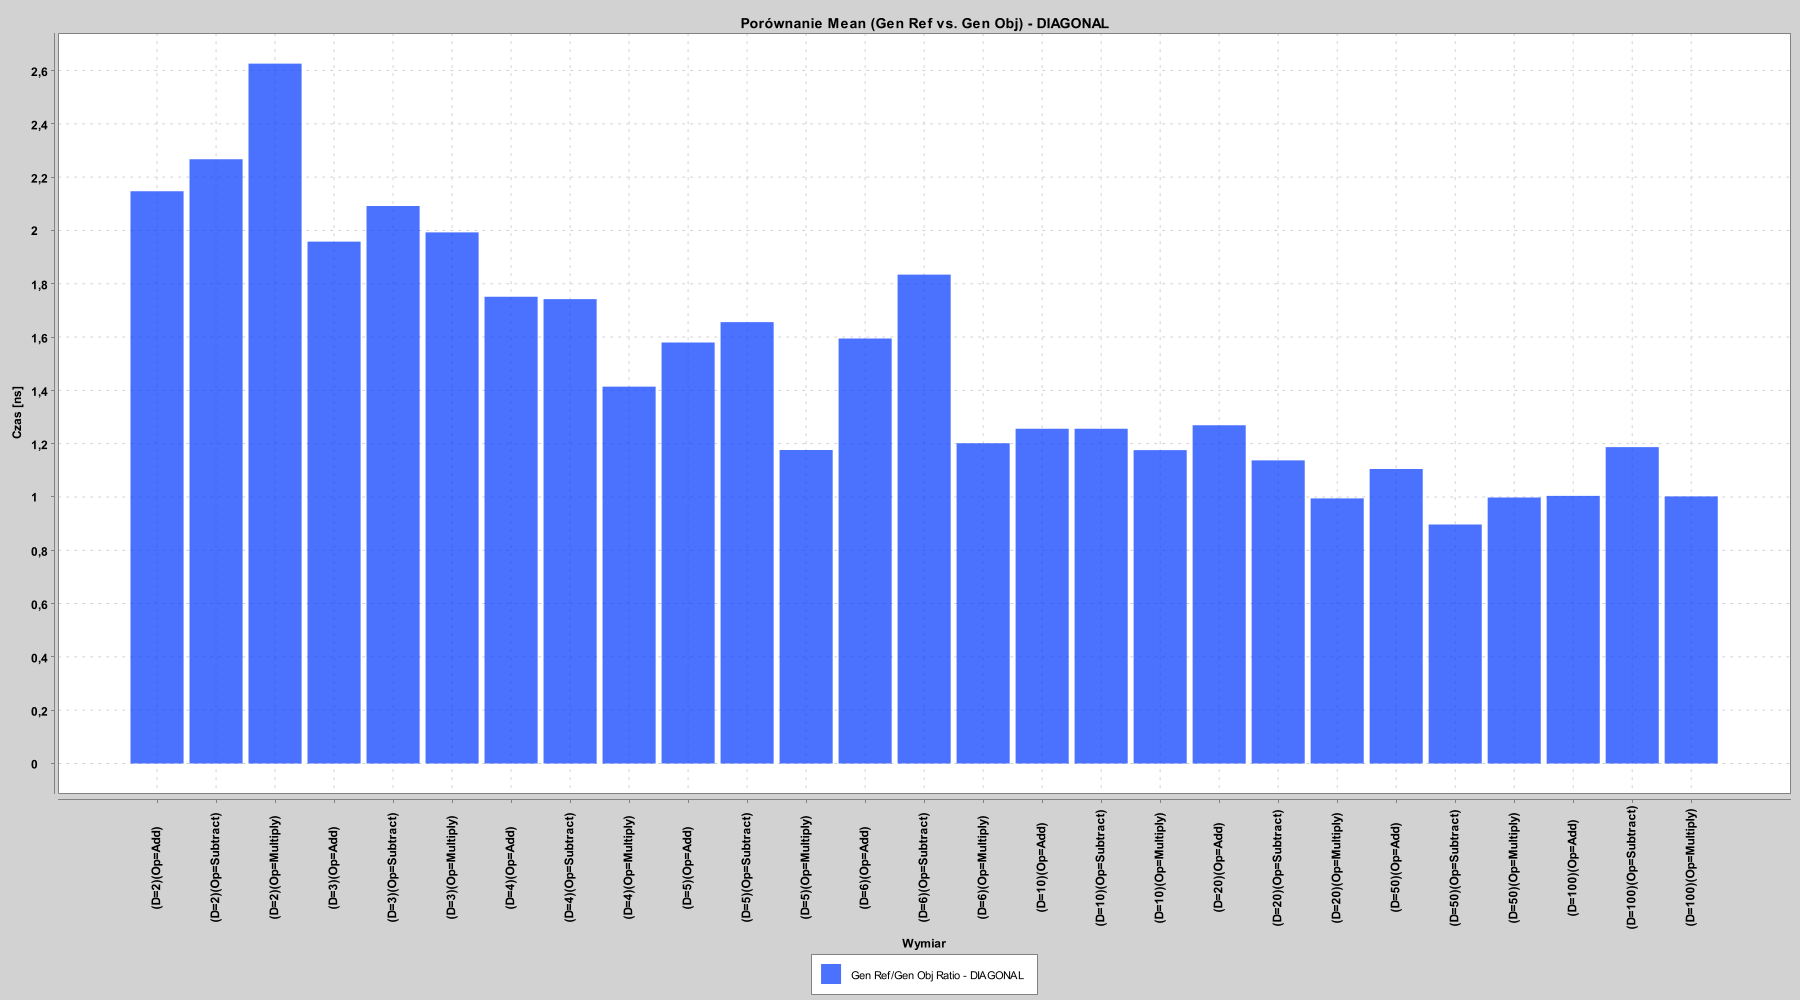 Porównanie Mean (Gen Ref vs. Gen Obj) - DIAGONAL
Czas [ns]
2,6
2,4
2,2
2
1,8
1,6
1,4
1,2
1
0,8
0,6
0,4
0,2
0
(D=2)(Op=Add)
(D=2)(Op=Subtract)
(D=2)(Op=Multiply)
(D=3)(Op=Add)
(D=3)(Op=Subtract)
(D=3)(Op=Multiply)
(D=4)(Op=Add)
(D=4)(Op=Subtract)
(D=4)(Op=Multiply)
(D=5)(Op=Add)
(D=5)(Op=Subtract)
(D=5)(Op=Multiply)
(D=6)(Op=Add)
(D=6)(Op=Subtract)
(D=6)(Op=Multiply)
(D=10)(Op=Add)
(D=10)(Op=Subtract)
(D=10)(Op=Multiply)
(D=20)(Op=Add)
(D=20)(Op=Subtract)
(D=20)(Op=Multiply)
(D=50)(Op=Add)
(D=50)(Op=Subtract)
(D=50)(Op=Multiply)
(D=100)(Op=Add)
(D=100)(Op=Subtract)
(D=100)(Op=Multiply)
Wymiar
Gen Ref/Gen Obj Ratio - DIAGONAL